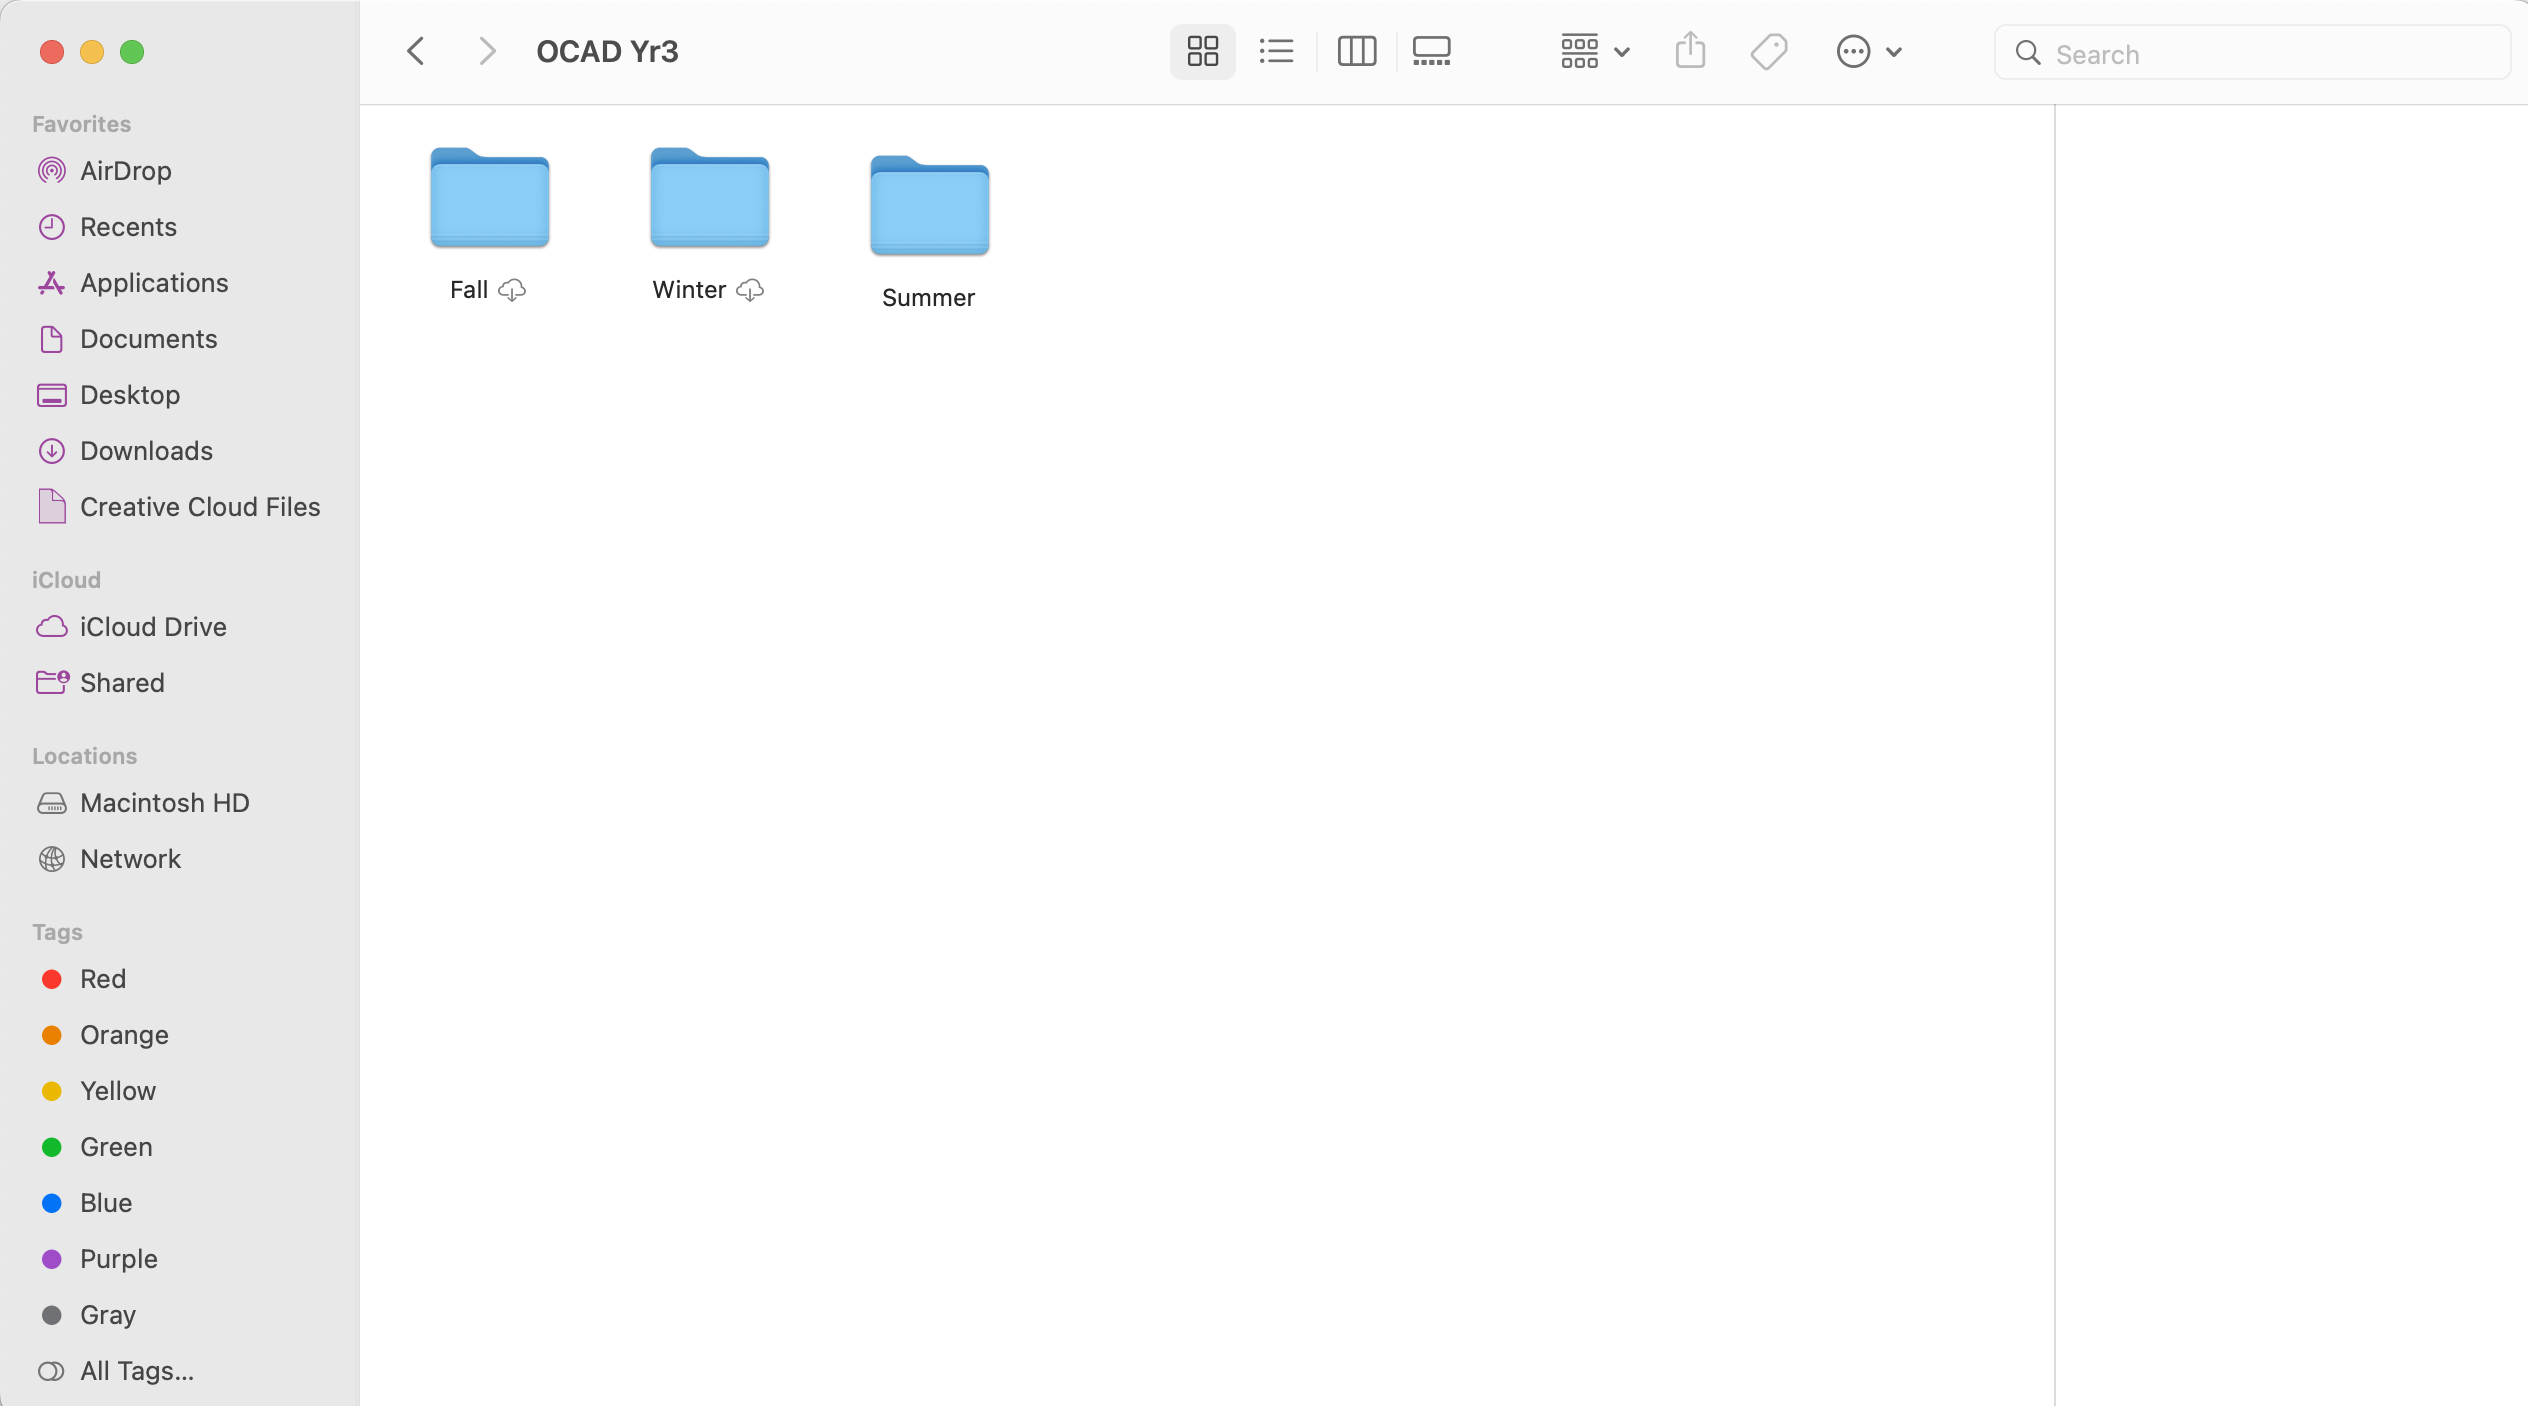 OCAD Yr3
Search
Favorites
AirDrop
Recents
Applications
Documents
Desktop
Downloads
Creative Cloud Files
iCloud
iCloud Drive
Shared
Locations
Macintosh HD
Network
Tags
Red
Orange
Yellow
Green
Blue
Purple
Gray
All Tags...
Fall
Winter
Summer